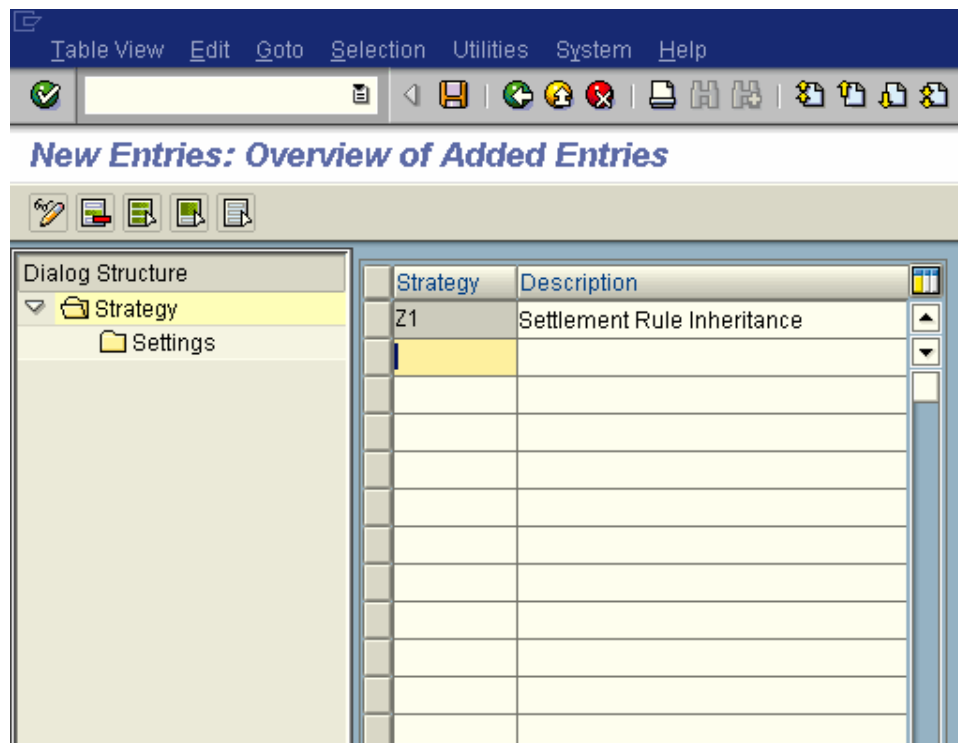 Table View Edit Goto Selection Utilities System Help
New Entries: Overview of Added Entries
Dialog Structure
Strategy
Settings
Strategy Description
Z1 Settlement Rule Inheritance